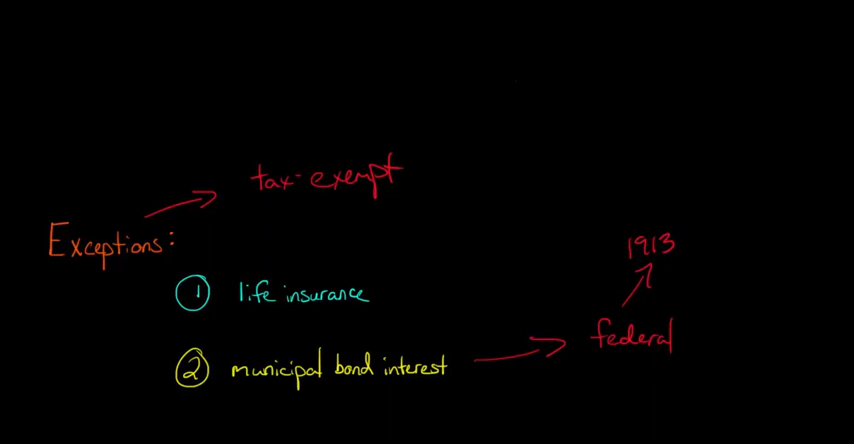 tax-exempt
Exceptions:
1913
① life insurance
federal
② municipal bond interest